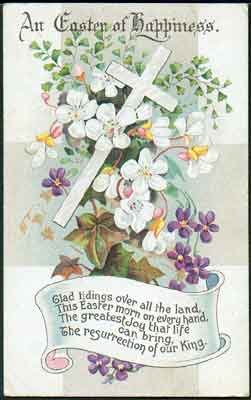 An Easter of Happiness.
Glad tidings over all the land,
This Easter morn on every hand,
The greatest joy that life
can bring,
The resurrection of our King.